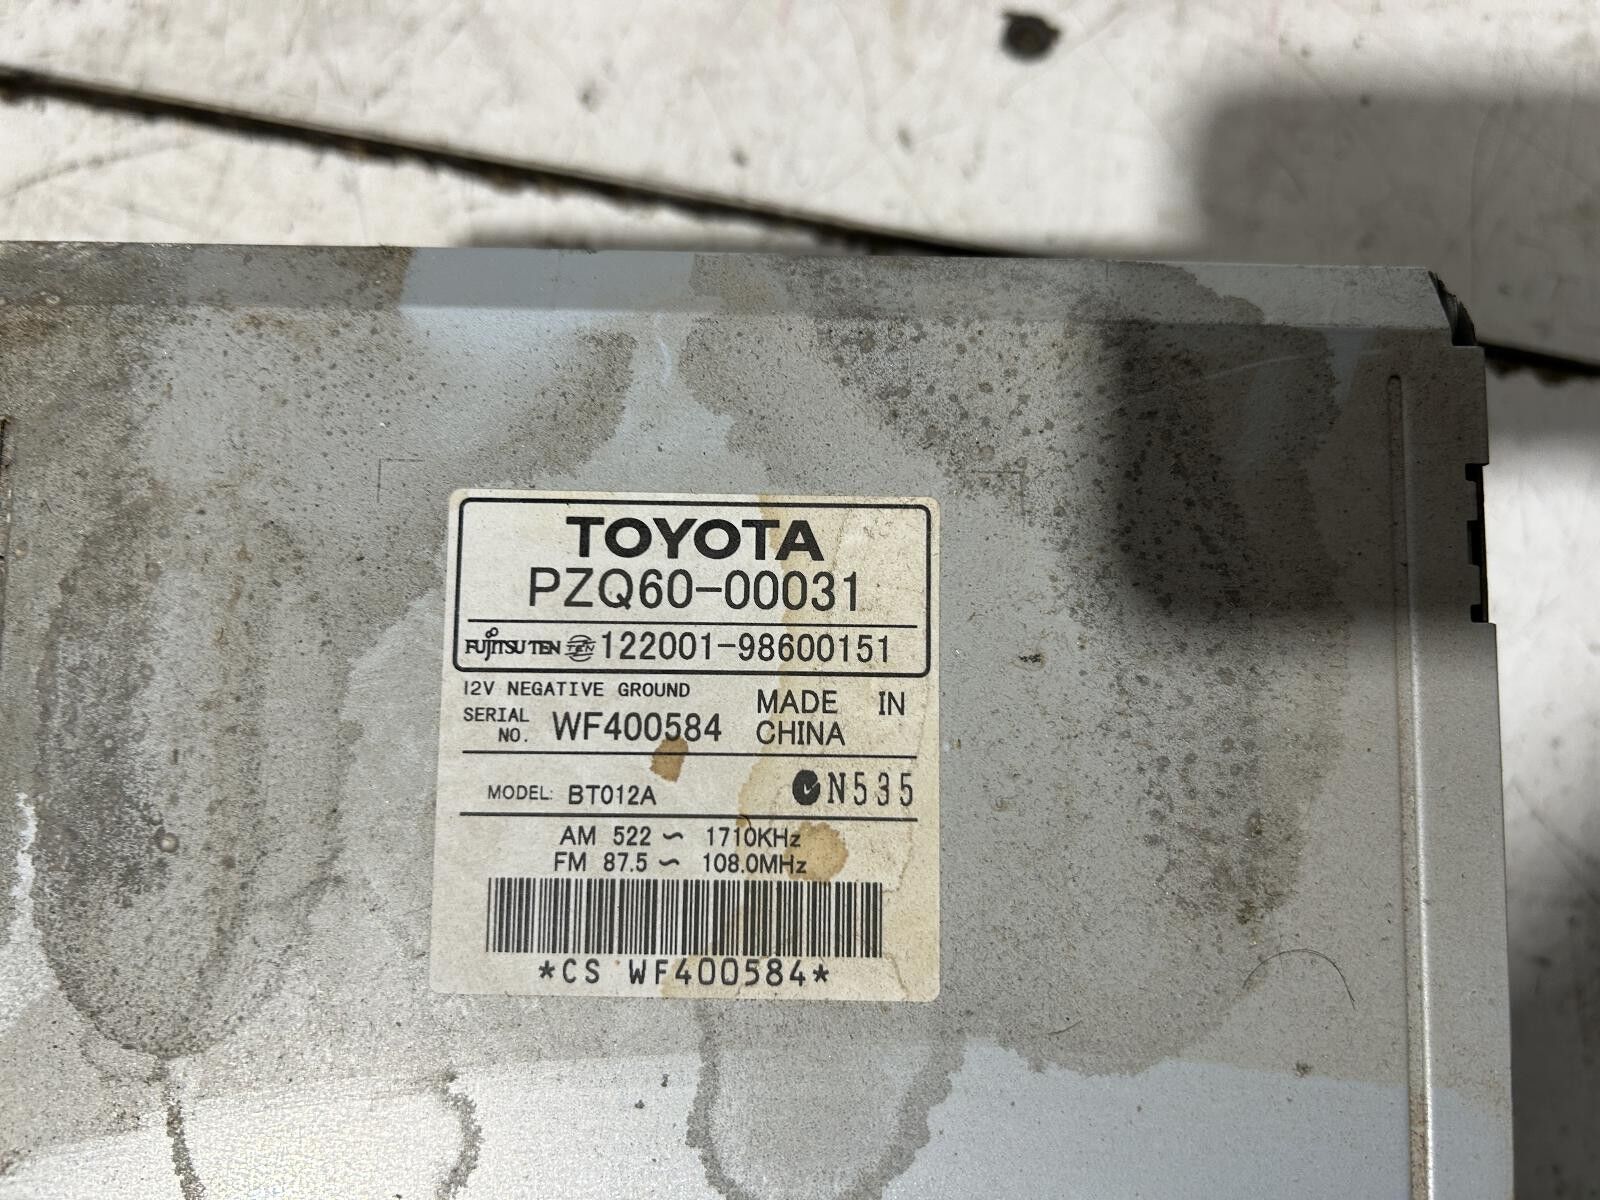 TOYOTA
PZQ60-00031
FUJITSU TEN TEN 122001-98600151
12V NEGATIVE GROUND
SERIAL NO. WF400584
MADE IN CHINA
MODEL: BT012A N535
AM 522 ~ 1710KHz
FM 87.5 ~ 108.0MHz
*CS WF400584*